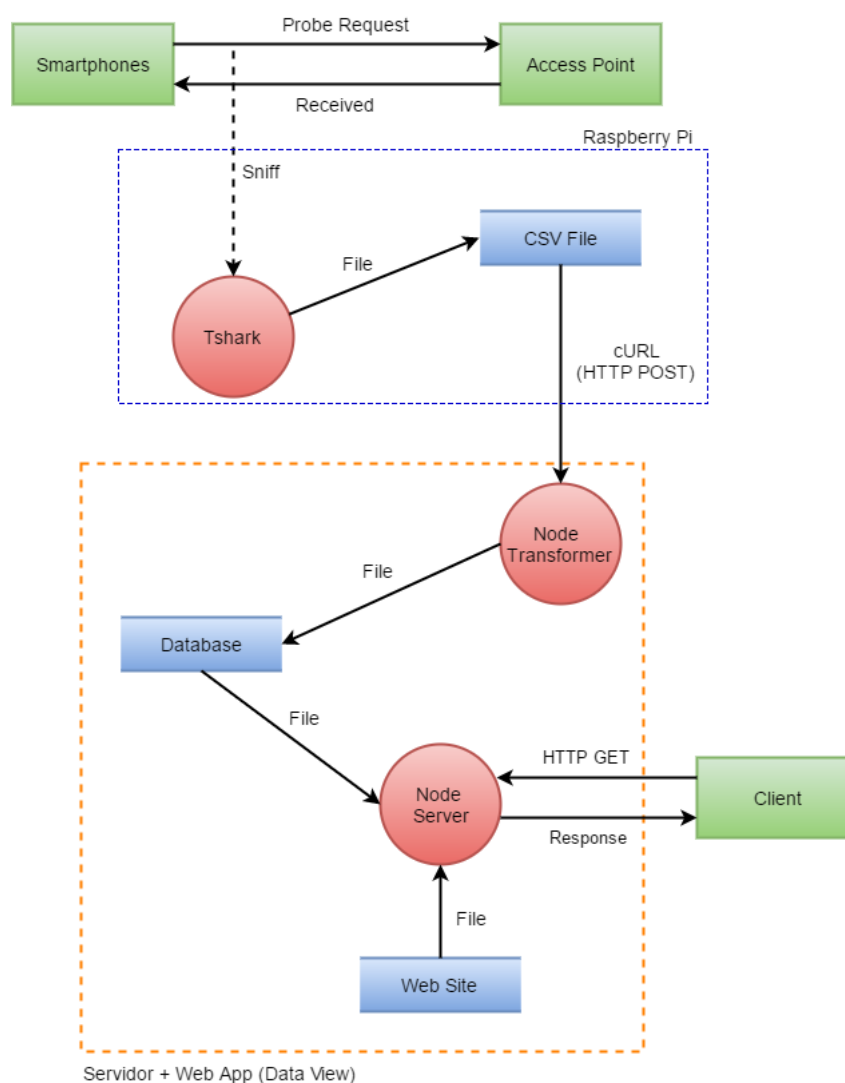 Probe Request
Smartphones
Access Point
Received
Raspberry Pi
Sniff
CSV File
File
Tshark
cURL
(HTTP POST)
Node
Transformer
File
Database
File
HTTP GET
Node
Server
Client
Response
File
Web Site
Servidor + Web App (Data View)